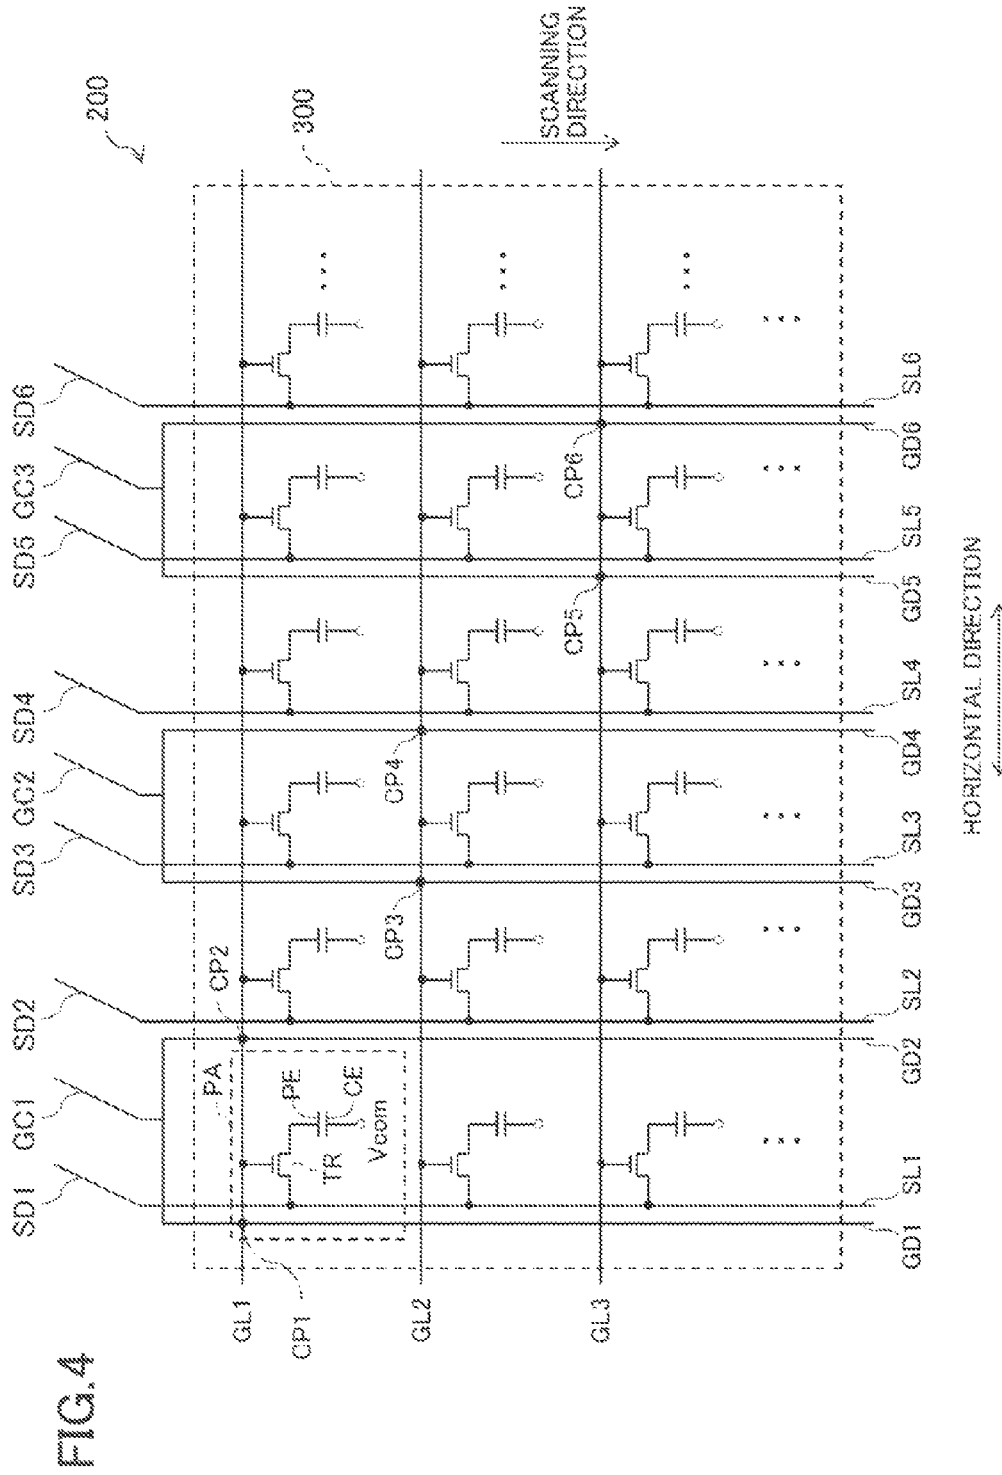 FIG.4
SD1 GC1 SD2 SD3 GC2 SD4 SD5 GC3 SD6
200
300
PA
CP2
GL1
CP1
PE
TR
CE
Vcom
CP3
CP4
GL2
SCANNING
DIRECTION
CP5
CP6
GL3
GD1 SL1 GD2 SL2 GD3 SL3 GD4 SL4 GD5 SL5 GD6 SL6
HORIZONTAL DIRECTION